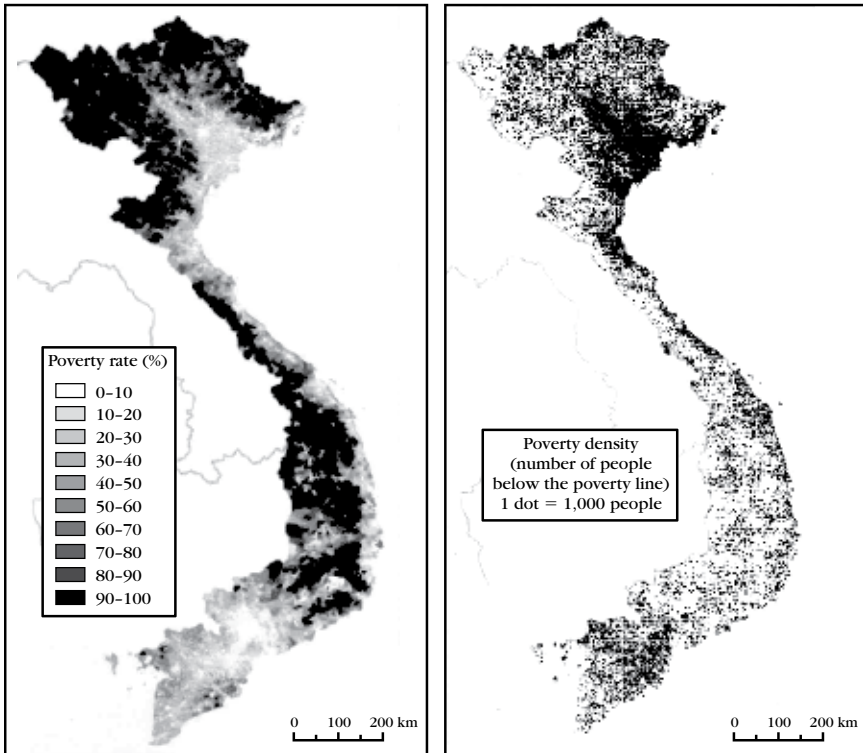 Poverty rate (%)
0–10
10–20
20–30
30–40
40–50
50–60
60–70
70–80
80–90
90–100
0 100 200 km
Poverty density
(number of people
below the poverty line)
1 dot = 1,000 people
0 100 200 km